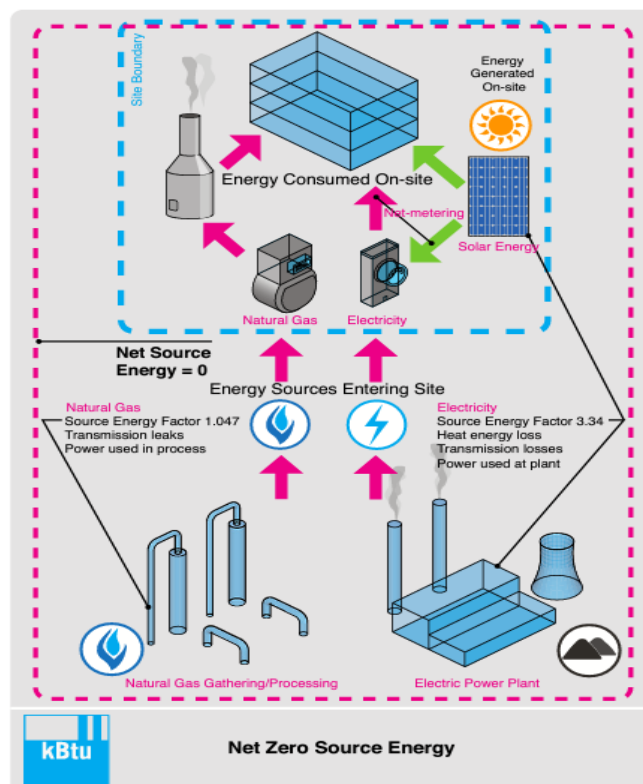 Site Boundary
Energy
Generated
On-site
Energy Consumed On-site
Net-metering
Solar Energy
Natural Gas
Electricity
Net Source
Energy = 0
Energy Sources Entering Site
Natural Gas
Source Energy Factor 1.047
Transmission leaks
Power used in process
Electricity
Source Energy Factor 3.34
Heat energy loss
Transmission losses
Power used at plant
Natural Gas Gathering/Processing
Electric Power Plant
kBtu
Net Zero Source Energy